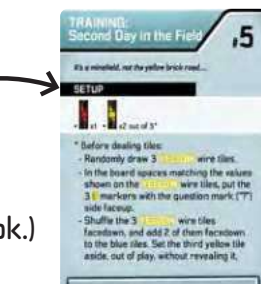 TRAINING:
Second Day in the Field
#5
It's a minefield, not the yellow brick road...
SETUP
x1 x2 out of 3*
* Before dealing tiles:
- Randomly draw 3 YELLOW wire tiles.
- In the board spaces matching the values
shown on the YELLOW wire tiles, put the
3 markers with the question mark ("?")
side faceup.
- Shuffle the 3 YELLOW wire tiles
facedown, and add 2 of them facedown
to the blue tiles. Set the third yellow tile
aside, out of play, without revealing it.
ok.)